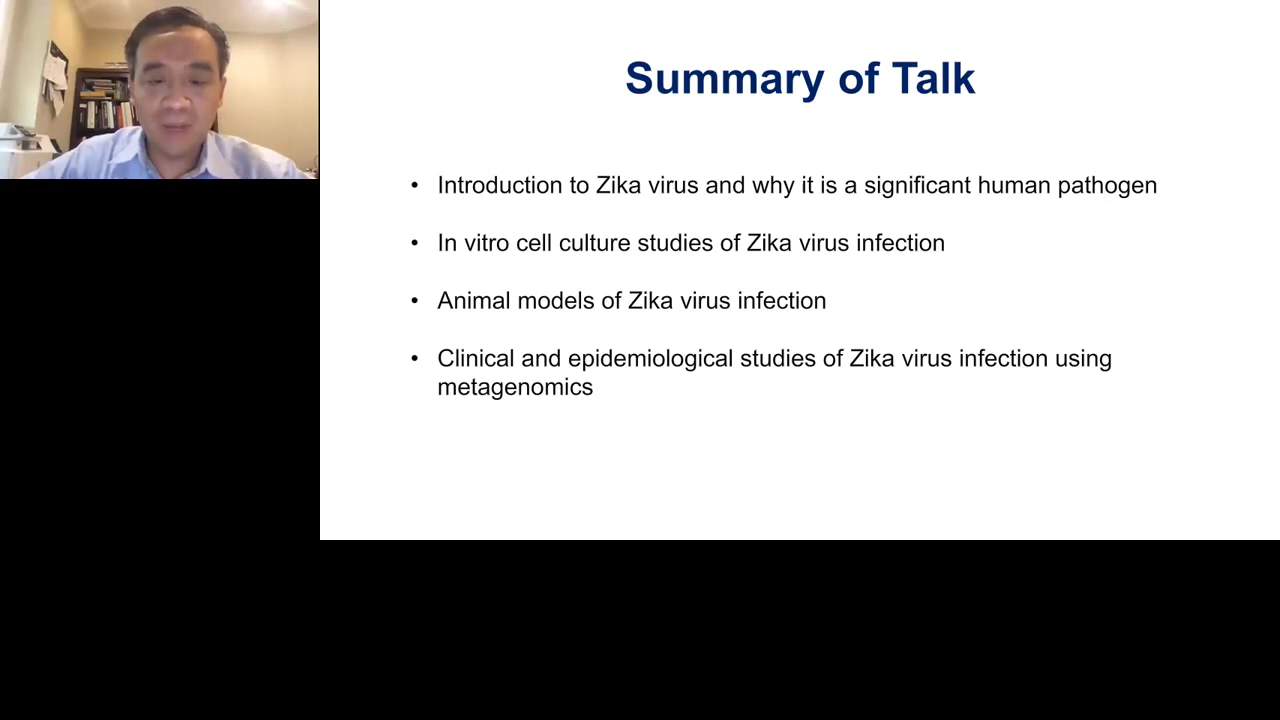 Summary of Talk
• Introduction to Zika virus and why it is a significant human pathogen
• In vitro cell culture studies of Zika virus infection
• Animal models of Zika virus infection
• Clinical and epidemiological studies of Zika virus infection using
metagenomics